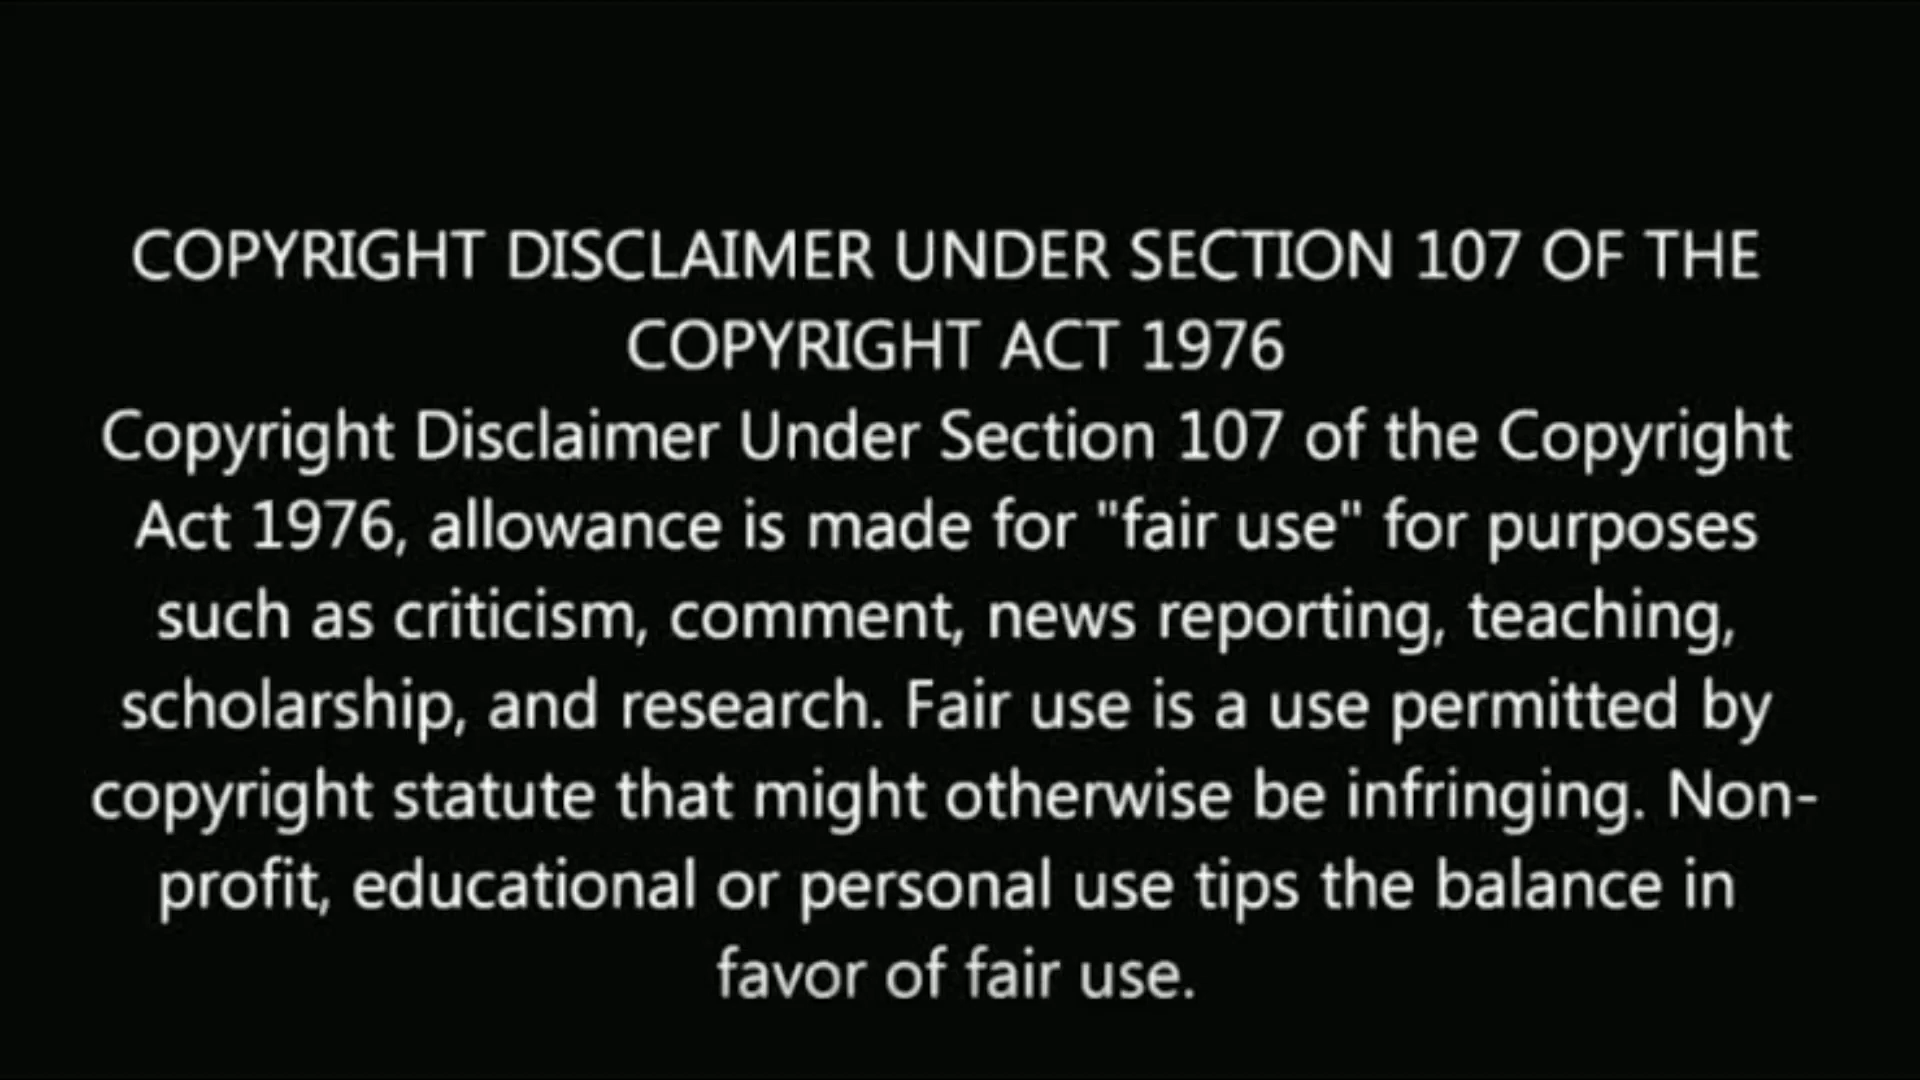 COPYRIGHT DISCLAIMER UNDER SECTION 107 OF THE
COPYRIGHT ACT 1976
Copyright Disclaimer Under Section 107 of the Copyright
Act 1976, allowance is made for "fair use" for purposes
such as criticism, comment, news reporting, teaching,
scholarship, and research. Fair use is a use permitted by
copyright statute that might otherwise be infringing. Non-
profit, educational or personal use tips the balance in
favor of fair use.